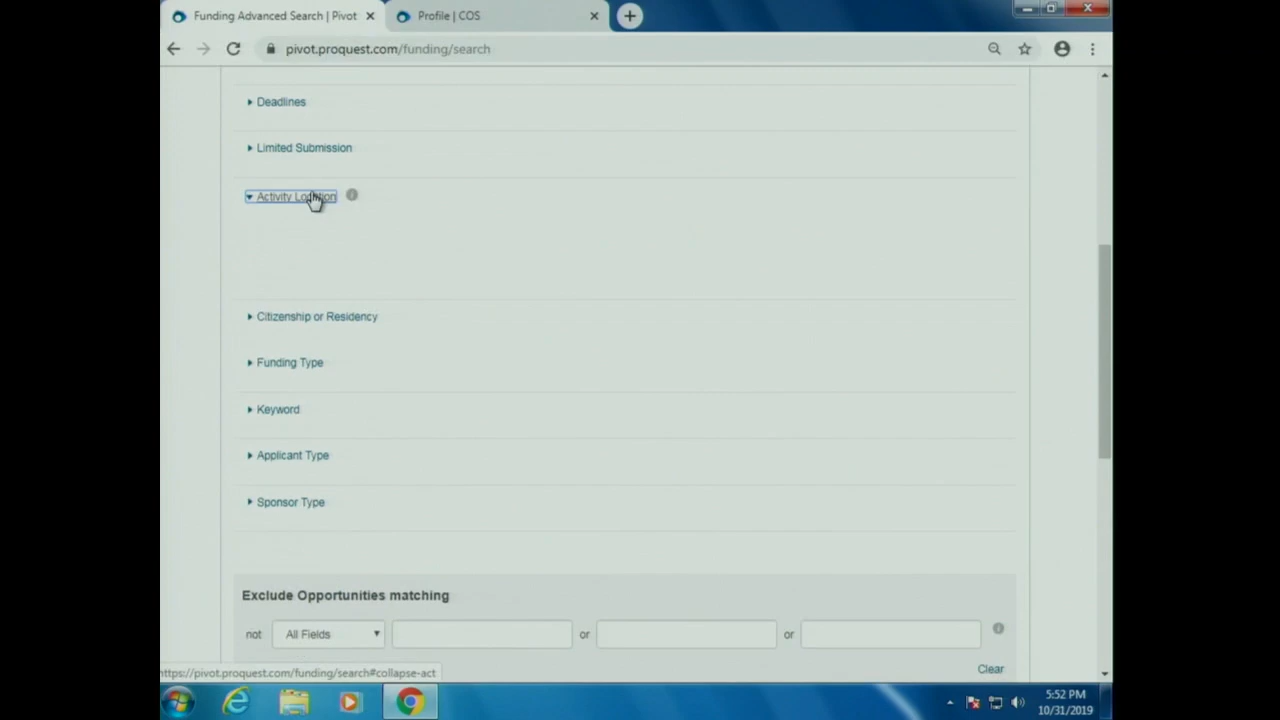 Funding Advanced Search | Pivot
Profile | COS
pivot.proquest.com/funding/search
Deadlines
Limited Submission
Activity Location
Citizenship or Residency
Funding Type
Keyword
Applicant Type
Sponsor Type
Exclude Opportunities matching
not All Fields or or
Clear
https://pivot.proquest.com/funding/search#collapse-act
5:52 PM
10/31/2019